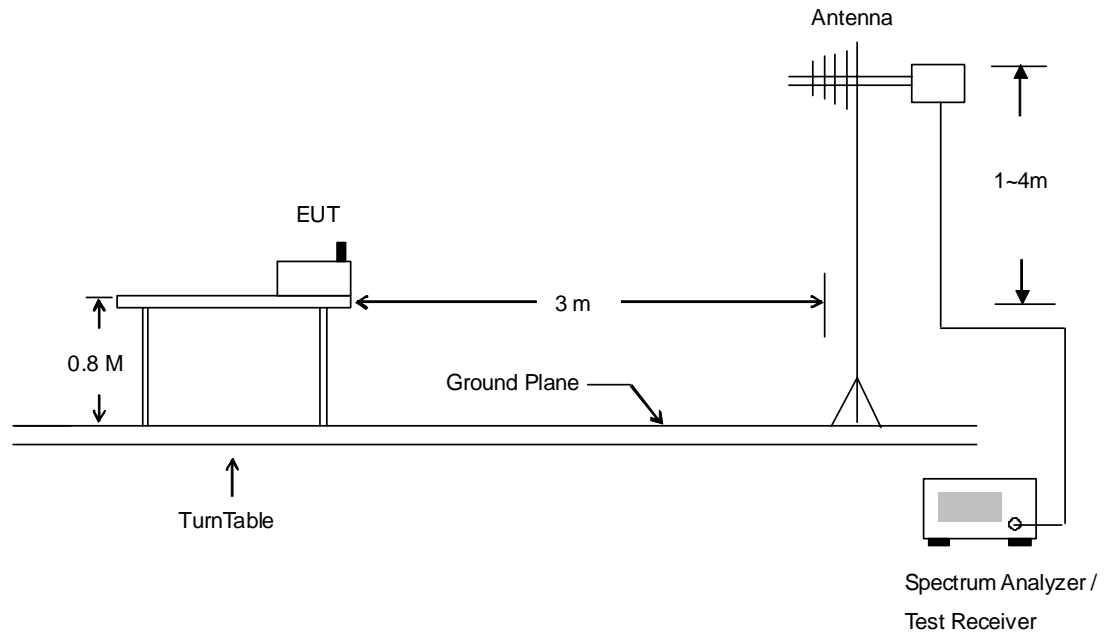 Antenna
1~4m
EUT
3 m
0.8 M
Ground Plane
TurnTable
Spectrum Analyzer /
Test Receiver